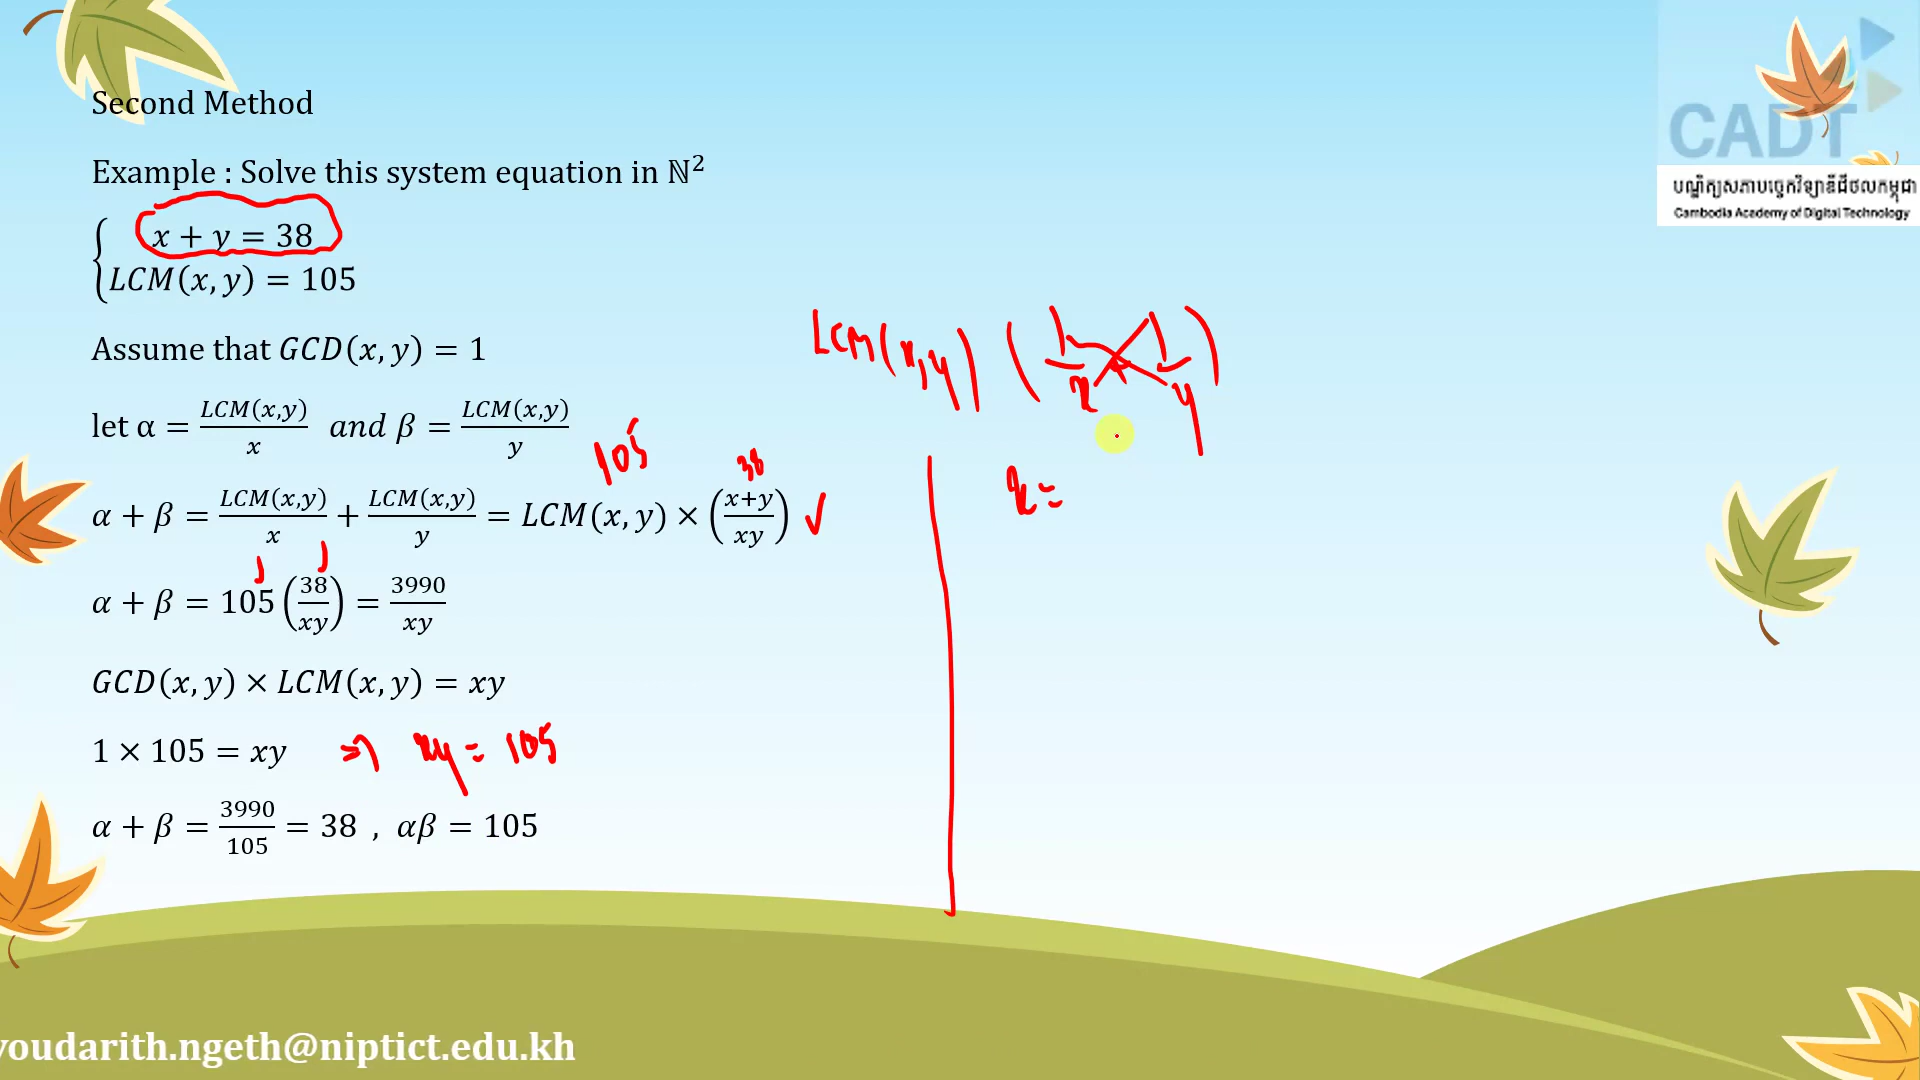 Second Method
Example : Solve this system equation in ℕ²
{ x + y = 38
LCM(x, y) = 105
Assume that GCD(x, y) = 1
let α = LCM(x,y)/x and β = LCM(x,y)/y
α + β = LCM(x,y)/x + LCM(x,y)/y = LCM(x, y) × ((x+y)/xy) ✓
105
38
α + β = 105 (38/xy) = 3990/xy
GCD(x, y) × LCM(x, y) = xy
1 × 105 = xy ⇒ xy = 105
α + β = 3990/105 = 38 , αβ = 105
LCM(x,y) (1/x + 1/y)
x =
CADT
បណ្ឌិត្យសភាបច្ចេកវិទ្យាឌីជីថលកម្ពុជា
Cambodia Academy of Digital Technology
youdarith.ngeth@niptict.edu.kh